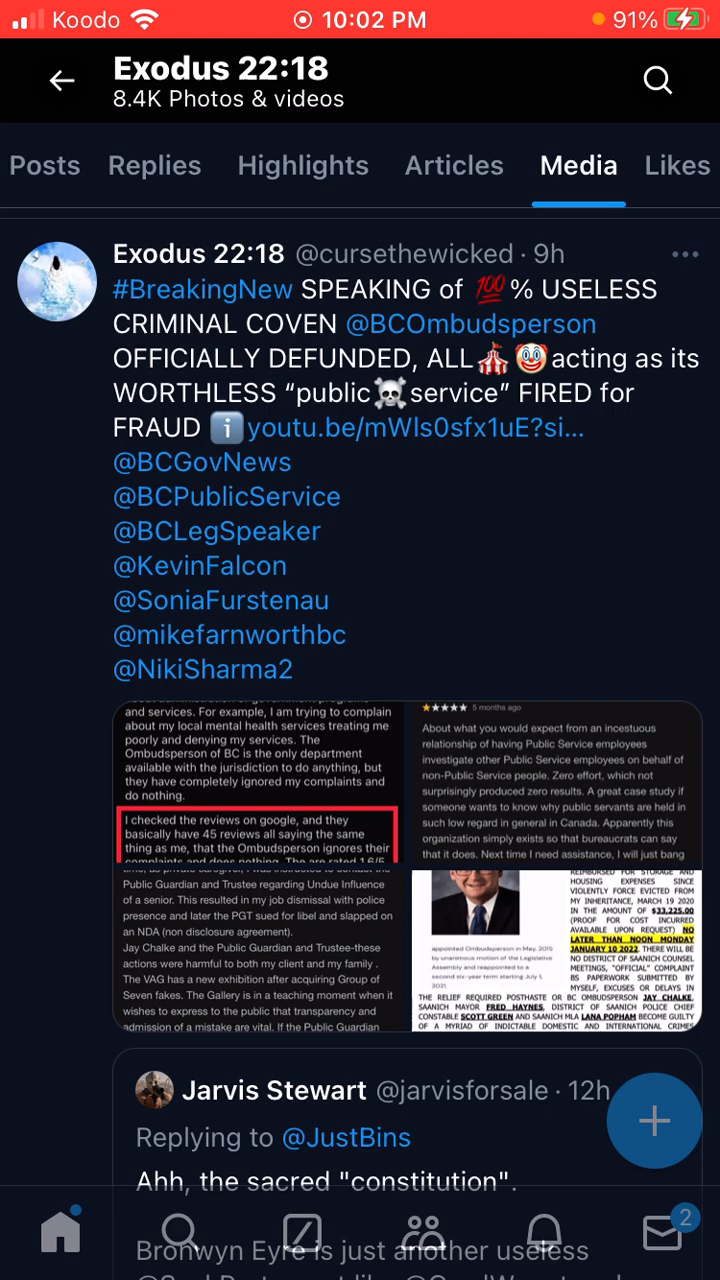 Koodo 10:02 PM 91%
Exodus 22:18
8.4K Photos & videos
Posts Replies Highlights Articles Media Likes
Exodus 22:18 @cursethewicked · 9h
#BreakingNew SPEAKING of 💯% USELESS
CRIMINAL COVEN @BCOmbudsperson
OFFICIALLY DEFUNDED, ALL🎪🤡acting as its
WORTHLESS “public☠️service” FIRED for
FRAUD ℹ️youtu.be/mWIs0sfx1uE?si...
@BCGovNews
@BCPublicService
@BCLegSpeaker
@KevinFalcon
@SoniaFurstenau
@mikefarnworthbc
@NikiSharma2
and services. For example, I am trying to complain
about my local mental health services treating me
poorly and denying my services. The
Ombudsperson of BC is the only department
available with the jurisdiction to do anything, but
they have completely ignored my complaints and
do nothing.
I checked the reviews on google, and they
basically have 45 reviews all saying the same
thing as me, that the Ombudsperson ignores their
complaints and does nothing. The are rated 1.6/5
★★★★★ 5 months ago
About what you would expect from an incestuous
relationship of having Public Service employees
investigate other Public Service employees on behalf of
non-Public Service people. Zero effort, which not
surprisingly produced zero results. A great case study if
someone wants to know why public servants are held in
such low regard in general in Canada. Apparently this
organization simply exists so that bureaucrats can say
that it does. Next time I need assistance, I will just bang
Public Guardian and Trustee regarding Undue Influence
of a senior. This resulted in my job dismissal with police
presence and later the PGT sued for libel and slapped on
an NDA (non disclosure agreement).
Jay Chalke and the Public Guardian and Trustee-these
actions were harmful to both my client and my family .
The VAG has a new exhibition after acquiring Group of
Seven fakes. The Gallery is in a teaching moment when it
wishes to express to the public that transparency and
admission of a mistake are vital. If the Public Guardian
appointed Ombudsperson in May, 2015
by unanimous motion of the Legislative
Assembly and reappointed to a
second six-year term starting July 1,
2021.
REIMBURSED FOR STORAGE AND
HOUSING EXPENSES SINCE
VIOLENTLY FORCE EVICTED FROM
MY INHERITANCE, MARCH 19 2020
IN THE AMOUNT OF $33,225.00
(PROOF FOR COST INCURRED
AVAILABLE UPON REQUEST) NO
LATER THAN NOON MONDAY
JANUARY 10 2022. THERE WILL BE
NO DISTRICT OF SAANICH COUNSEL
MEETINGS, "OFFICIAL" COMPLAINT
BS PAPERWORK SUBMITTED BY
MYSELF, EXCUSES OR DELAYS IN
THE RELIEF REQUIRED POSTHASTE OR BC OMBUDSPERSON JAY CHALKE,
SAANICH MAYOR FRED HAYNES, DISTRICT OF SAANICH POLICE CHIEF
CONSTABLE SCOTT GREEN AND SAANICH MLA LANA POPHAM BECOME GUILTY
OF A MYRIAD OF INDICTABLE DOMESTIC AND INTERNATIONAL CRIMES
Jarvis Stewart @jarvisforsale · 12h
Replying to @JustBins
Ahh, the sacred "constitution".
2
Bronwyn Eyre is just another useless